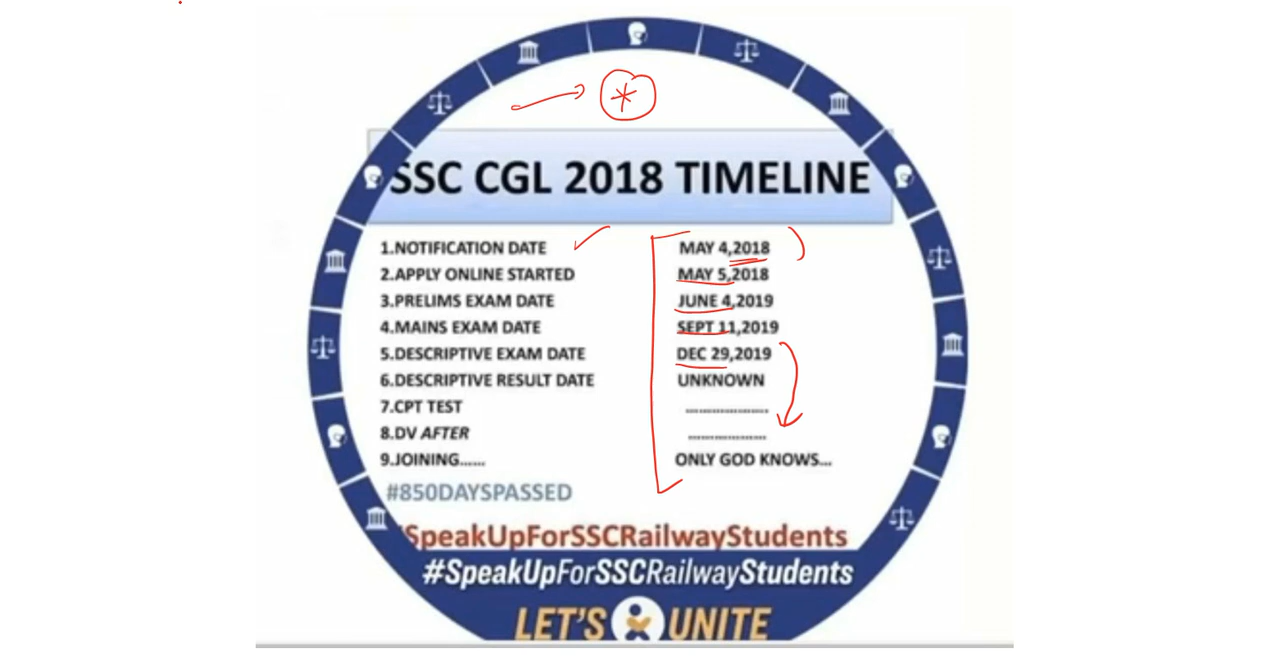 *
SSC CGL 2018 TIMELINE
1.NOTIFICATION DATE MAY 4,2018
2.APPLY ONLINE STARTED MAY 5,2018
3.PRELIMS EXAM DATE JUNE 4,2019
4.MAINS EXAM DATE SEPT 11,2019
5.DESCRIPTIVE EXAM DATE DEC 29,2019
6.DESCRIPTIVE RESULT DATE UNKNOWN
7.CPT TEST ....................
8.DV AFTER ...................
9.JOINING...... ONLY GOD KNOWS...
#850DAYSPASSED
#SpeakUpForSSCRailwayStudents
#SpeakUpForSSCRailwayStudents
LET'S UNITE